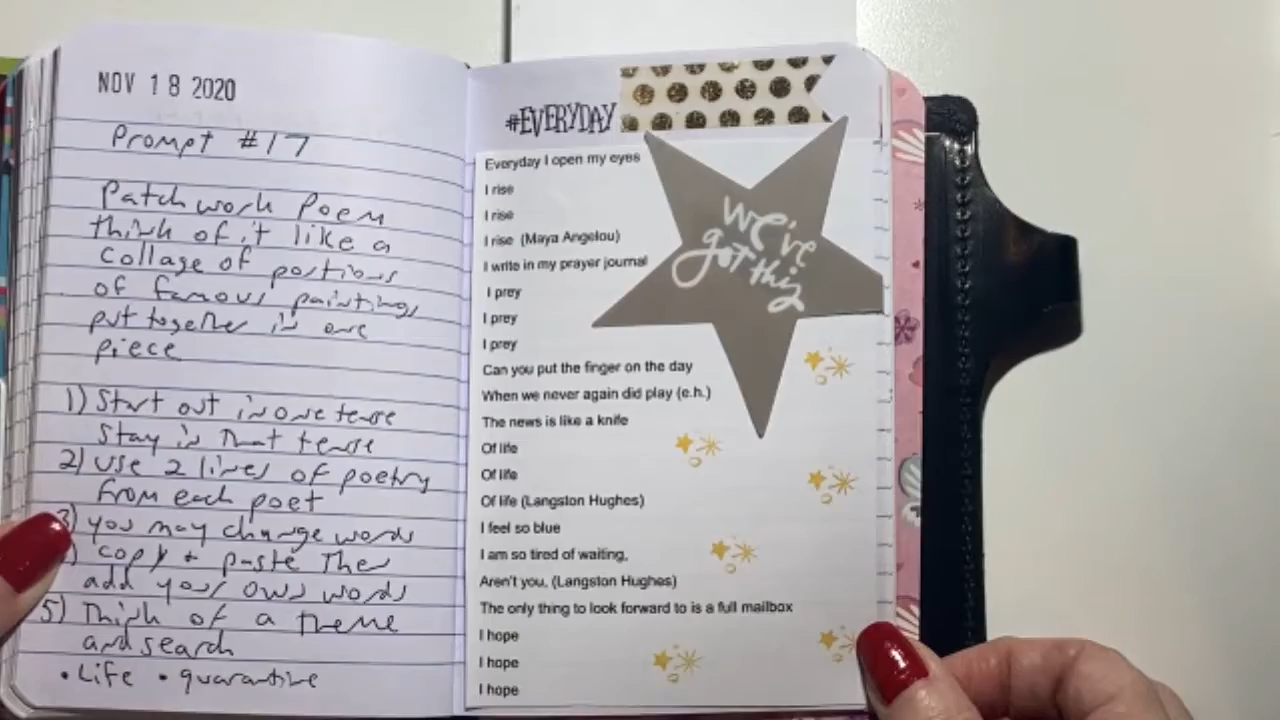 NOV 18 2020
Prompt #17
Patchwork Poem
think of it like a
collage of portions
of famous paintings
put together in one
piece
1) Start out in one tense
Stay in that tense
2) use 2 lines of poetry
from each poet
3) you may change words
) copy + paste then
add your own words
5) Think of a theme
and search
• Life • quarantine
#EVERYDAY
Everyday I open my eyes
I rise
I rise
I rise (Maya Angelou)
I write in my prayer journal
I prey
I prey
I prey
Can you put the finger on the day
When we never again did play (e.h.)
The news is like a knife
Of life
Of life
Of life (Langston Hughes)
I feel so blue
I am so tired of waiting,
Aren't you, (Langston Hughes)
The only thing to look forward to is a full mailbox
I hope
I hope
I hope
we've
got this